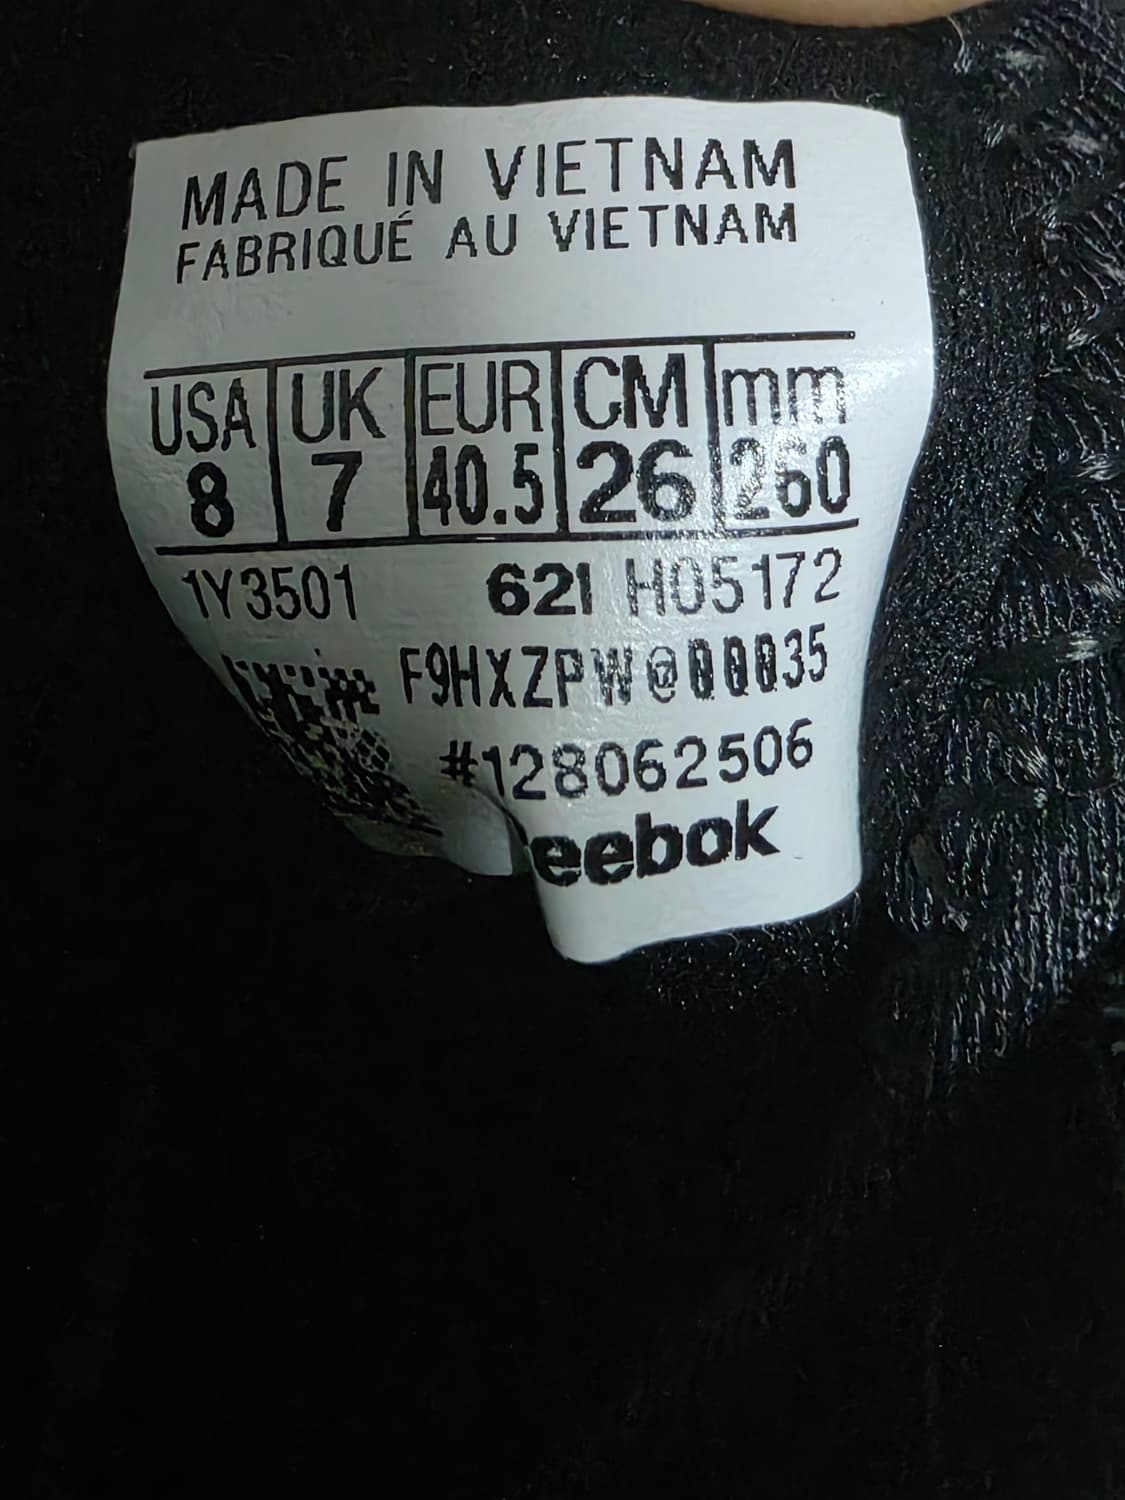 MADE IN VIETNAM
FABRIQUÉ AU VIETNAM
USA UK EUR CM mm
8 7 40.5 26 260
1Y3501 62I H05172
F9HXZPW@00035
#128062506
eebok